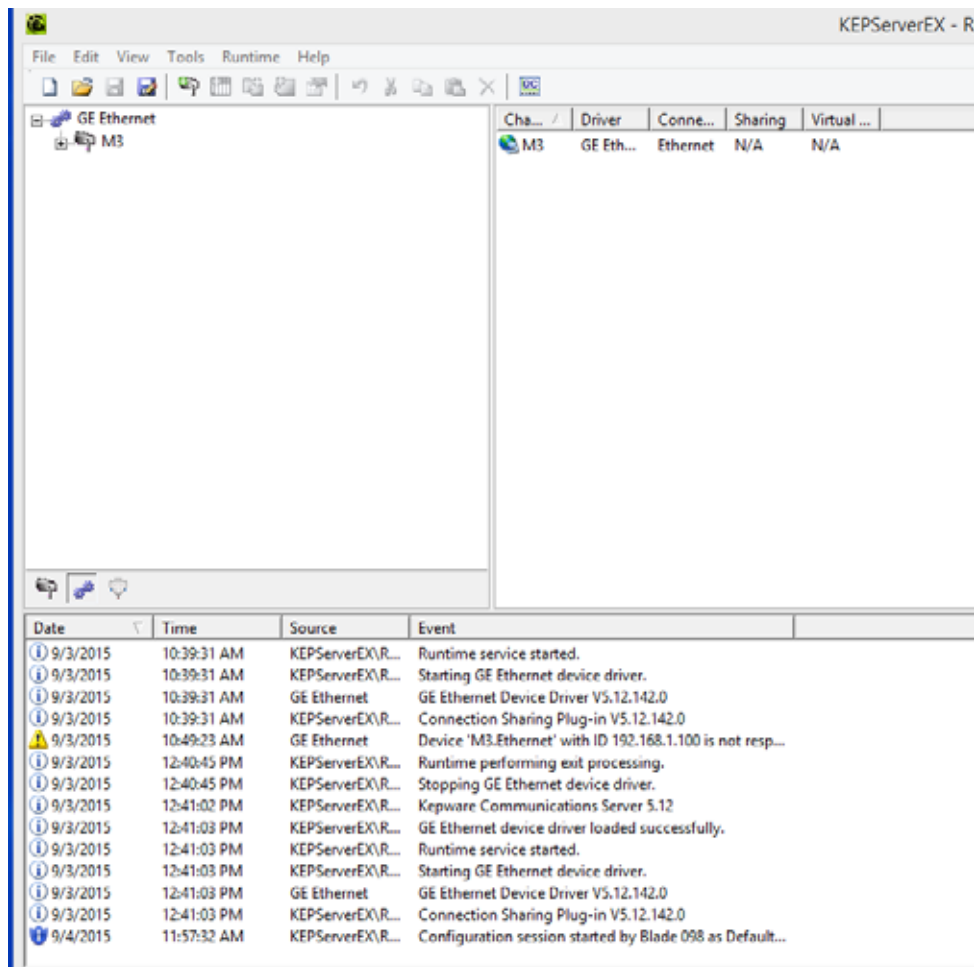 KEPServerEX - R
File Edit View Tools Runtime Help
GE Ethernet
M3
Cha... Driver Conne... Sharing Virtual ...
M3 GE Eth... Ethernet N/A N/A
Date Time Source Event
9/3/2015 10:39:31 AM KEPServerEX\R... Runtime service started.
9/3/2015 10:39:31 AM KEPServerEX\R... Starting GE Ethernet device driver.
9/3/2015 10:39:31 AM GE Ethernet GE Ethernet Device Driver V5.12.142.0
9/3/2015 10:39:31 AM KEPServerEX\R... Connection Sharing Plug-in V5.12.142.0
9/3/2015 10:49:23 AM GE Ethernet Device 'M3.Ethernet' with ID 192.168.1.100 is not resp...
9/3/2015 12:40:45 PM KEPServerEX\R... Runtime performing exit processing.
9/3/2015 12:40:45 PM KEPServerEX\R... Stopping GE Ethernet device driver.
9/3/2015 12:41:02 PM KEPServerEX\R... Kepware Communications Server 5.12
9/3/2015 12:41:03 PM KEPServerEX\R... GE Ethernet device driver loaded successfully.
9/3/2015 12:41:03 PM KEPServerEX\R... Runtime service started.
9/3/2015 12:41:03 PM KEPServerEX\R... Starting GE Ethernet device driver.
9/3/2015 12:41:03 PM GE Ethernet GE Ethernet Device Driver V5.12.142.0
9/3/2015 12:41:03 PM KEPServerEX\R... Connection Sharing Plug-in V5.12.142.0
9/4/2015 11:57:32 AM KEPServerEX\R... Configuration session started by Blade 098 as Default...